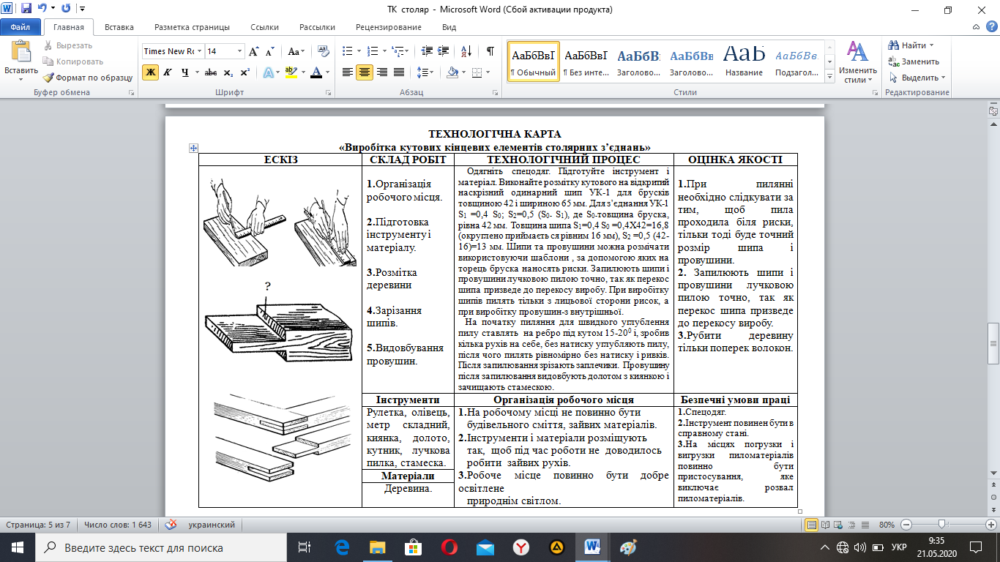 ТК столяр - Microsoft Word (Сбой активации продукта)
Файл Главная Вставка Разметка страницы Ссылки Рассылки Рецензирование Вид
Вставить
Вырезать
Копировать
Формат по образцу
Буфер обмена
Times New Ro 14
Ж К Ч abc x₂ x²
Шрифт
Абзац
АаБбВвІ АаБбВвІ АаБбВ АаБбВв АаБ АаБбВв
¶ Обычный ¶ Без инте... Заголово... Заголово... Название Подзагол...
Изменить
стили
Стили
Найти
Заменить
Выделить
Редактирование
ТЕХНОЛОГІЧНА КАРТА
«Виробітка кутових кінцевих елементів столярних з’єднань»
ЕСКІЗ
?
СКЛАД РОБІТ
1.Організація
робочого місця.
2.Підготовка
інструменту і
матеріалу.
3.Розмітка
деревини
4.Зарізання
шипів.
5.Видовбування
провушин.
ТЕХНОЛОГІЧНИЙ ПРОЦЕС
Одягніть спецодяг. Підготуйте інструмент і
матеріал. Виконайте розмітку кутового на відкритий
наскрізний одинарний шип УК-1 для брусків
товщиною 42 і шириною 65 мм. Для з’єднання УК-1
S₁ =0,4 S₀; S₂=0,5 (S₀- S₁), де S₀-товщина бруска,
рівна 42 мм. Товщина шипа S₁=0,4 S₀ =0,4Х42=16,8
(округлено приймається рівним 16 мм), S₂ =0,5 (42-
16)=13 мм. Шипи та провушини можна розмічати
використовуючи шаблони , за допомогою яких на
торець бруска наносять риски. Запилюють шипи і
провушини лучковою пилою точно, так як перекос
шипа призведе до перекосу виробу. При виробітку
шипів пилять тільки з лицьової сторони рисок, а
при виробітку провушин-з внутрішньої.
На початку пиляння для швидкого углублення
пилу ставлять на ребро під кутом 15-20⁰ і, зробив
кілька рухів на себе, без натиску углубляють пилу,
після чого пилять рівномірно без натиску і ривків.
Після запилювання зрізають заплечики. Провушину
після запилювання видовбують долотом з киянкою і
зачищають стамескою.
ОЦІНКА ЯКОСТІ
1.При пилянні
необхідно слідкувати за
тим, щоб пила
проходила біля риски,
тільки тоді буде точний
розмір шипа і
провушини.
2. Запилюють шипи і
провушини лучковою
пилою точно, так як
перекос шипа призведе
до перекосу виробу.
3.Рубити деревину
тільки поперек волокон.
Інструменти
Рулетка, олівець,
метр складний,
киянка, долото,
кутник, лучкова
пилка, стамеска.
Матеріали
Деревина.
Організація робочого місця
1.На робочому місці не повинно бути
будівельного сміття, зайвих матеріалів.
2.Інструменти і матеріали розміщують
так, щоб під час роботи не доводилось
робити зайвих рухів.
3.Робоче місце повинно бути добре
освітлене
природнім світлом.
Безпечні умови праці
1.Спецодяг.
2.Інструмент повинен бути в
справному стані.
3.На місцях погрузки і
вигрузки пиломатеріалів
повинно бути
пристосування, яке
виключає розвал
пиломатеріалів.
Страница: 5 из 7 Число слов: 1 643 украинский 80%
Введите здесь текст для поиска
УКР
9:35
21.05.2020